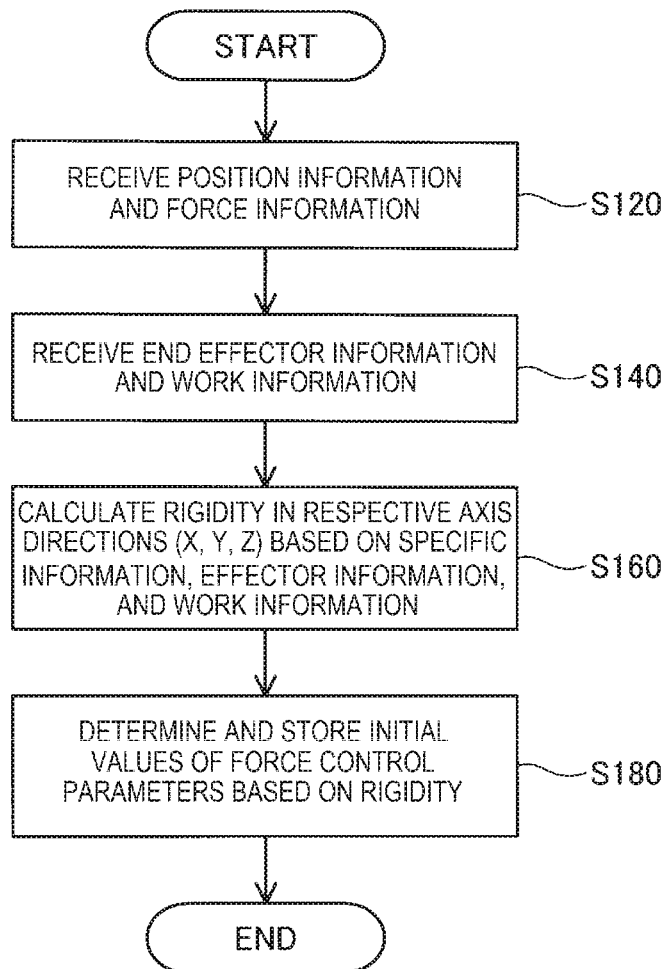 START
RECEIVE POSITION INFORMATION
AND FORCE INFORMATION
S120
RECEIVE END EFFECTOR INFORMATION
AND WORK INFORMATION
S140
CALCULATE RIGIDITY IN RESPECTIVE AXIS
DIRECTIONS (X, Y, Z) BASED ON SPECIFIC
INFORMATION, EFFECTOR INFORMATION,
AND WORK INFORMATION
S160
DETERMINE AND STORE INITIAL
VALUES OF FORCE CONTROL
PARAMETERS BASED ON RIGIDITY
S180
END